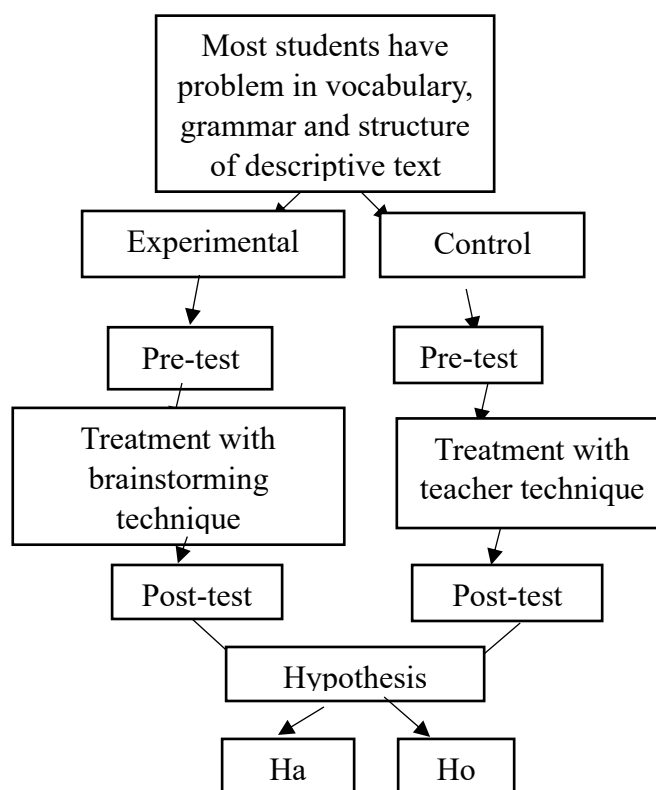 Most students have
problem in vocabulary,
grammar and structure
of descriptive text
Experimental
Control
Pre-test
Pre-test
Treatment with
brainstorming
technique
Treatment with
teacher technique
Post-test
Post-test
Hypothesis
Ha
Ho